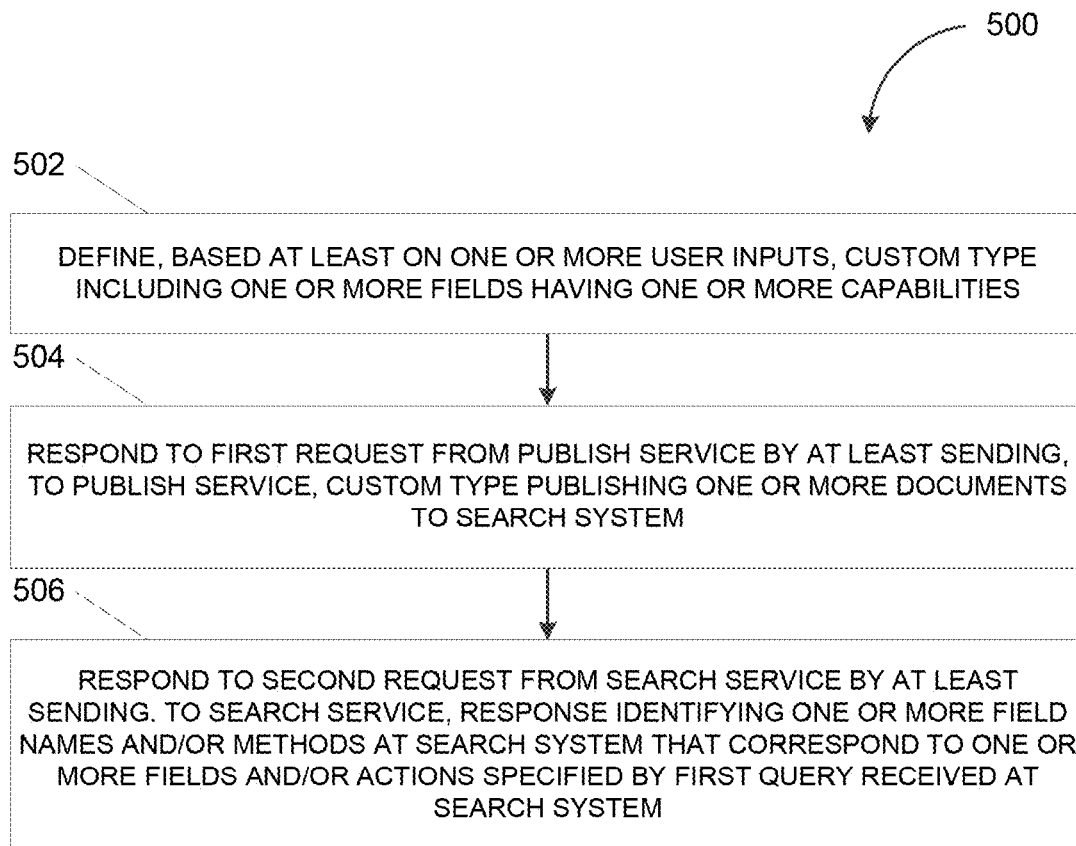 500
502
DEFINE, BASED AT LEAST ON ONE OR MORE USER INPUTS, CUSTOM TYPE
INCLUDING ONE OR MORE FIELDS HAVING ONE OR MORE CAPABILITIES
504
RESPOND TO FIRST REQUEST FROM PUBLISH SERVICE BY AT LEAST SENDING,
TO PUBLISH SERVICE, CUSTOM TYPE PUBLISHING ONE OR MORE DOCUMENTS
TO SEARCH SYSTEM
506
RESPOND TO SECOND REQUEST FROM SEARCH SERVICE BY AT LEAST
SENDING. TO SEARCH SERVICE, RESPONSE IDENTIFYING ONE OR MORE FIELD
NAMES AND/OR METHODS AT SEARCH SYSTEM THAT CORRESPOND TO ONE OR
MORE FIELDS AND/OR ACTIONS SPECIFIED BY FIRST QUERY RECEIVED AT
SEARCH SYSTEM